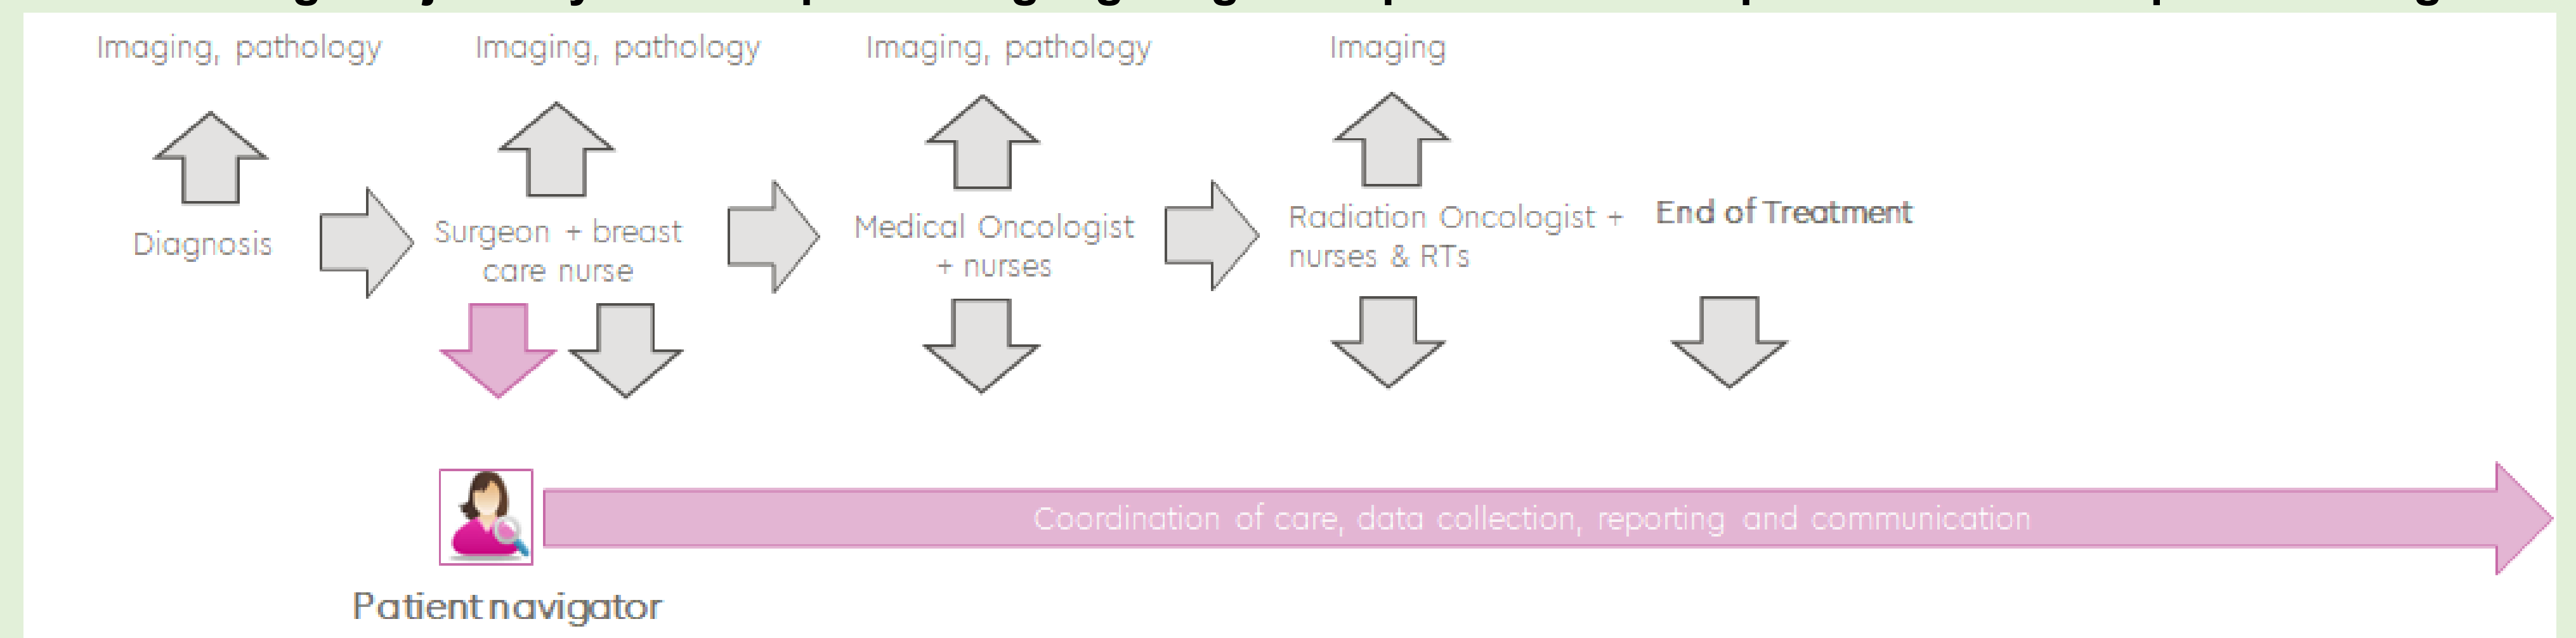 Imaging, pathology
Imaging, pathology
Imaging, pathology
Imaging
Diagnosis
Surgeon + breast
care nurse
Medical Oncologist
+ nurses
Radiation Oncologist +
nurses & RTs
End of Treatment
Coordination of care, data collection, reporting and communication
Patient navigator